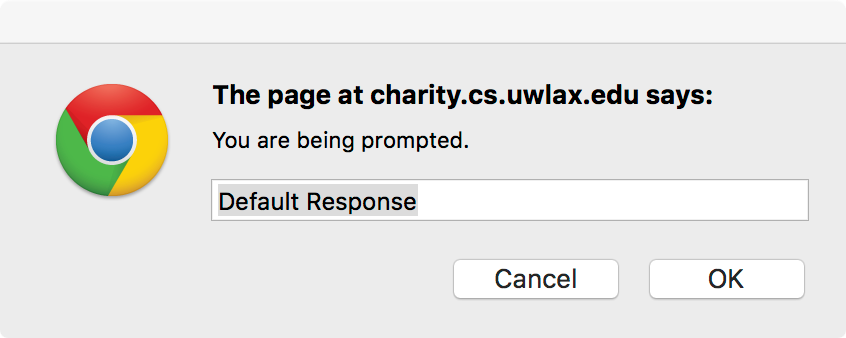 The page at charity.cs.uwlax.edu says:
You are being prompted.
Default Response
Cancel OK